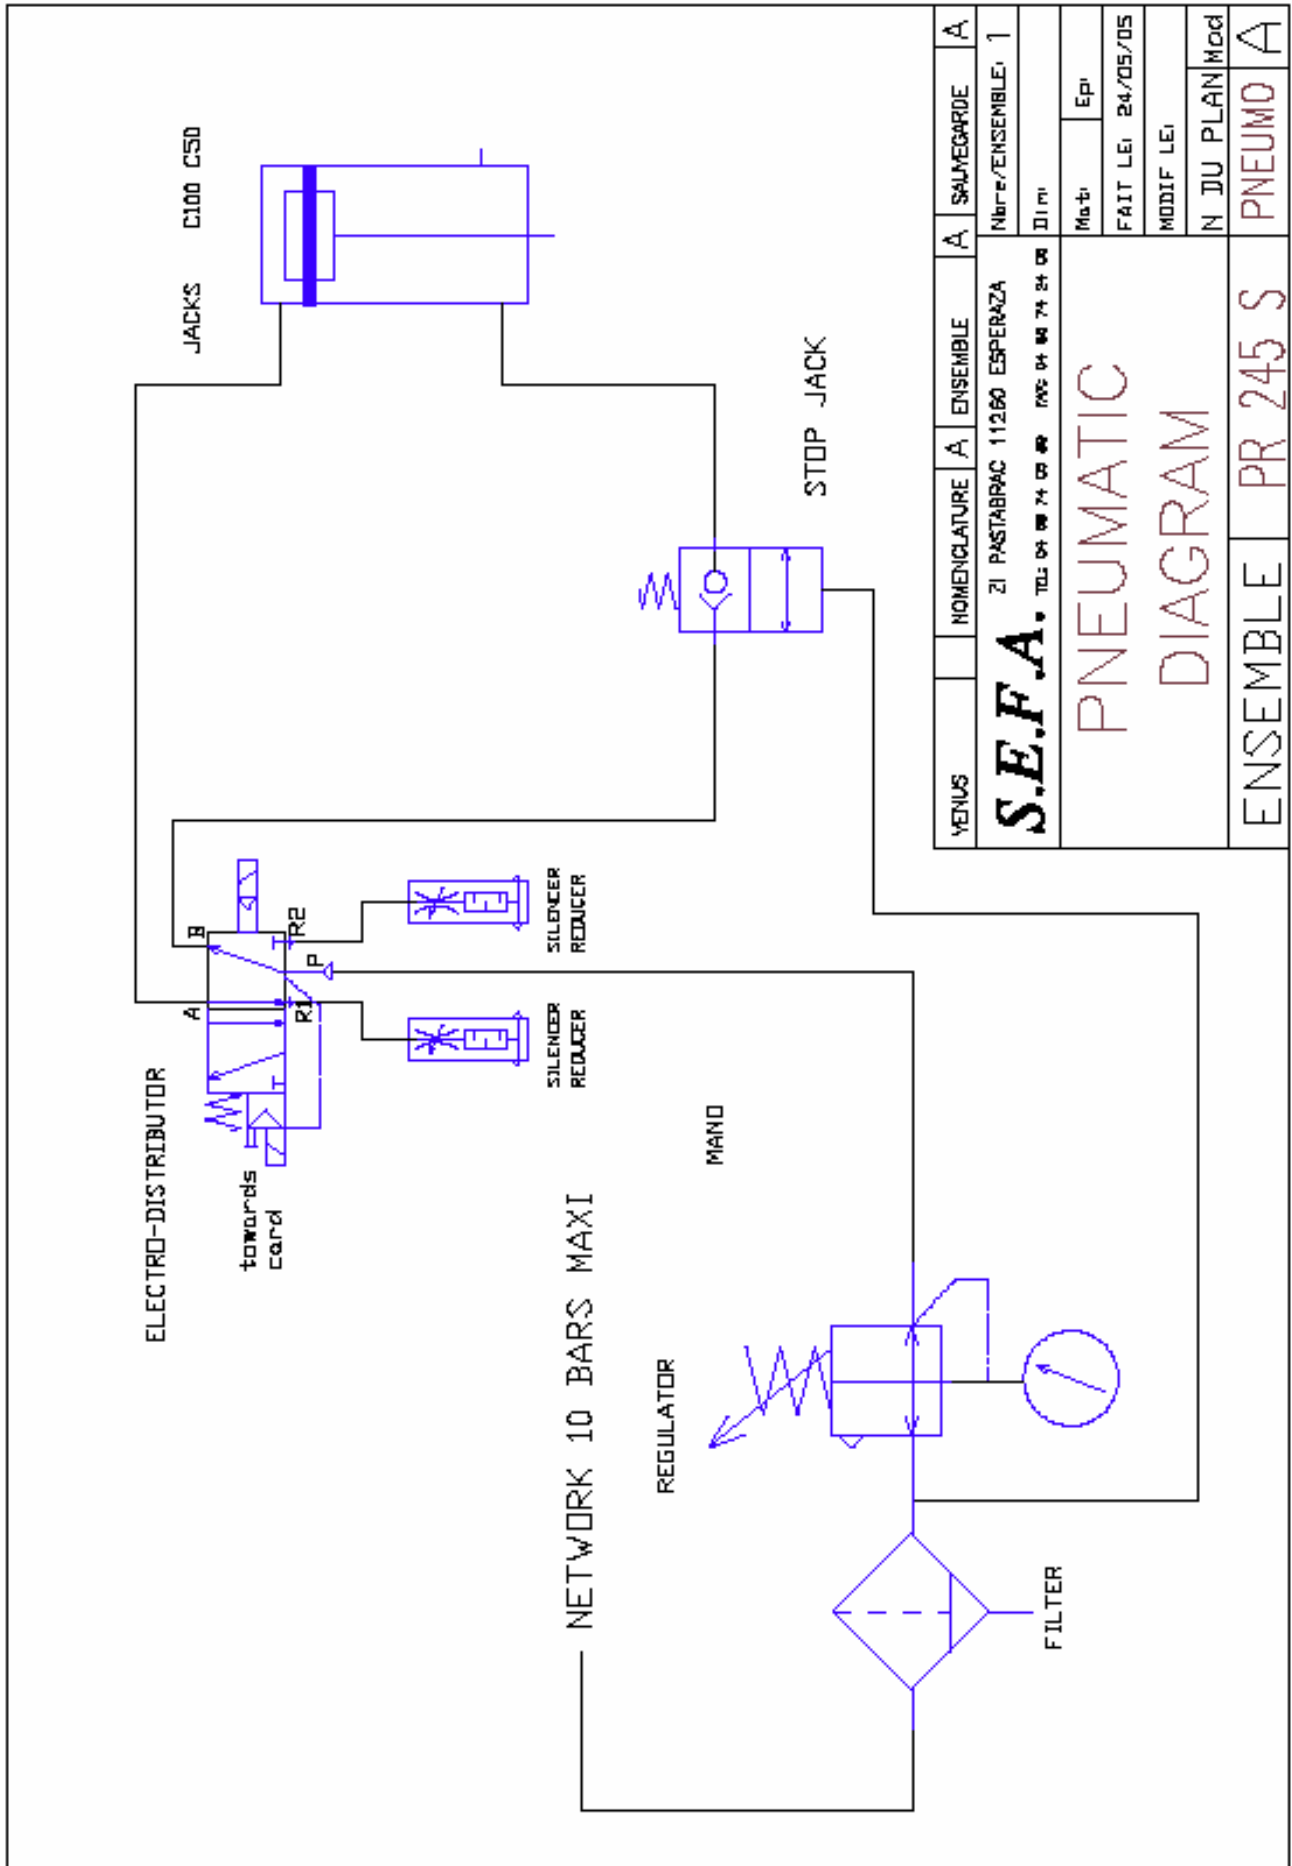 JACKS C100 C50
STOP JACK
ELECTRO-DISTRIBUTOR
towards
card
A
B
R1
P
R2
SILENCER
REDUCER
SILENCER
REDUCER
NETWORK 10 BARS MAXI
MANO
REGULATOR
FILTER
VENUS NOMENCLATURE A ENSEMBLE A SAUVEGARDE A
S.E.F.A. ZI PASTABRAC 11260 ESPERAZA
TEL: FAX:
Nbre/ENSEMBLE: 1
Dim:
PNEUMATIC
DIAGRAM
Mat: Ep:
FAIT LE: 24/05/05
MODIF LE:
N DU PLAN Mod
ENSEMBLE PR 245 S PNEUMO A